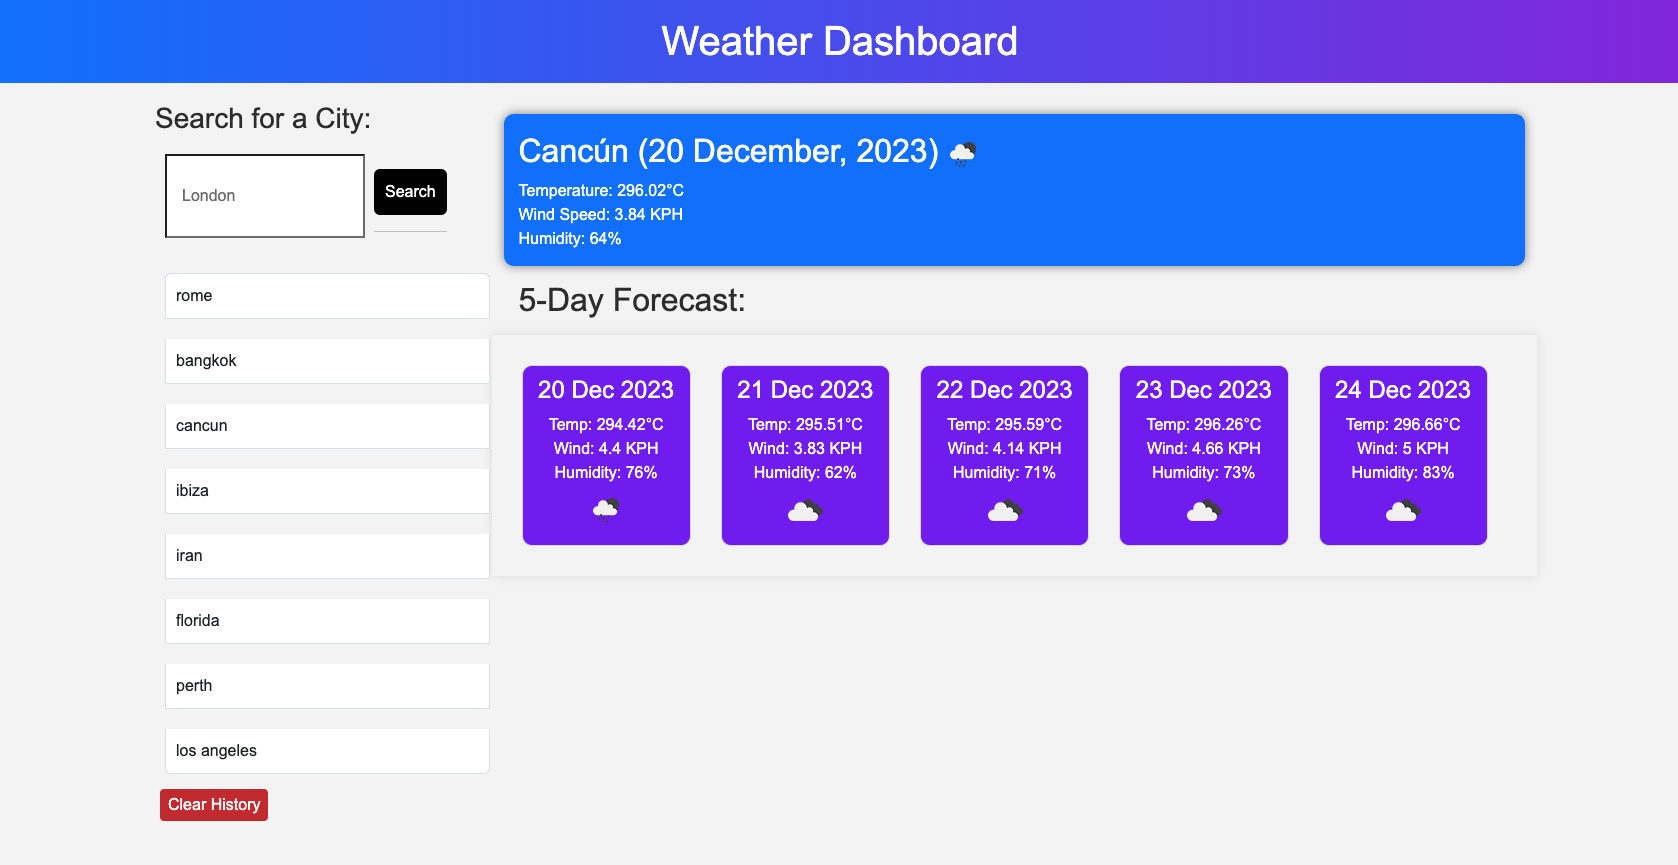 Weather Dashboard
Search for a City:
London
Search
rome
bangkok
cancun
ibiza
iran
florida
perth
los angeles
Clear History
Cancún (20 December, 2023)
Temperature: 296.02°C
Wind Speed: 3.84 KPH
Humidity: 64%
5-Day Forecast:
20 Dec 2023
Temp: 294.42°C
Wind: 4.4 KPH
Humidity: 76%
21 Dec 2023
Temp: 295.51°C
Wind: 3.83 KPH
Humidity: 62%
22 Dec 2023
Temp: 295.59°C
Wind: 4.14 KPH
Humidity: 71%
23 Dec 2023
Temp: 296.26°C
Wind: 4.66 KPH
Humidity: 73%
24 Dec 2023
Temp: 296.66°C
Wind: 5 KPH
Humidity: 83%